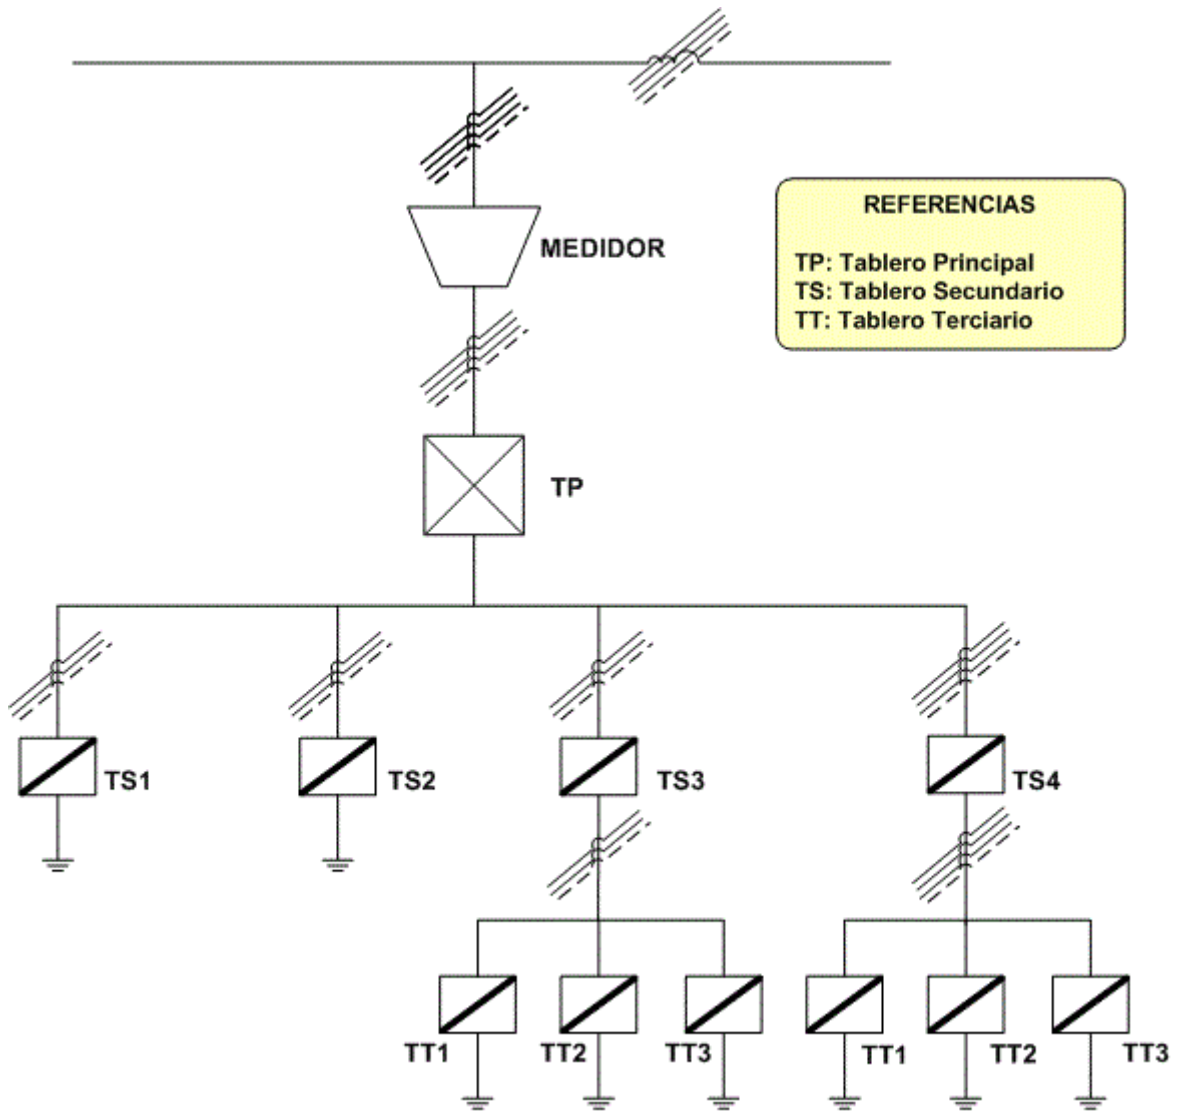 MEDIDOR
REFERENCIAS
TP: Tablero Principal
TS: Tablero Secundario
TT: Tablero Terciario
TP
TS1
TS2
TS3
TS4
TT1
TT2
TT3
TT1
TT2
TT3